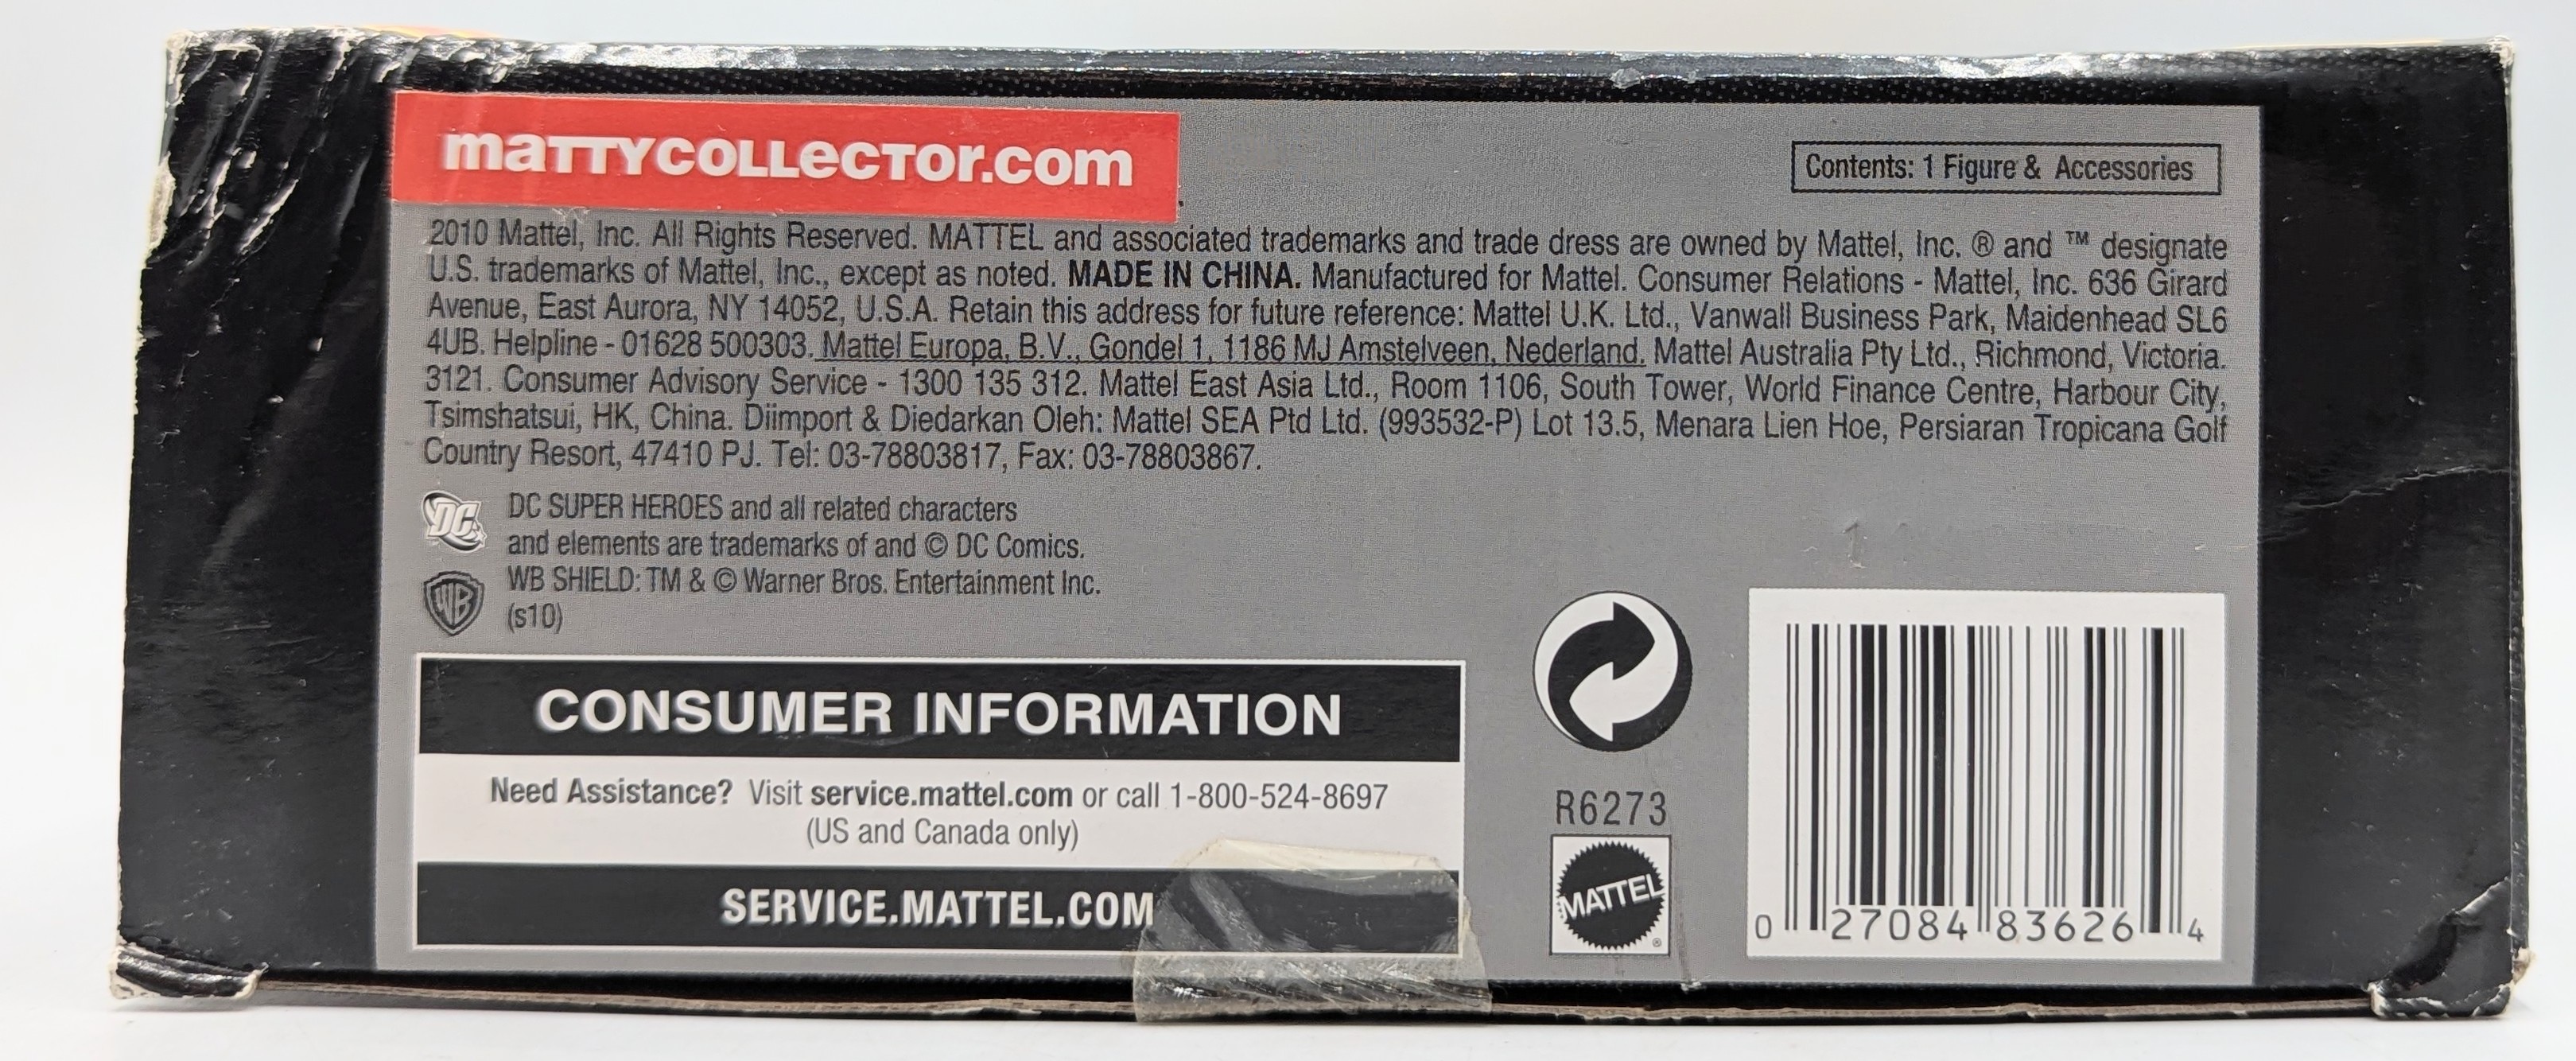 maTTYCOLLeCTor.com
Contents: 1 Figure & Accessories
2010 Mattel, Inc. All Rights Reserved. MATTEL and associated trademarks and trade dress are owned by Mattel, Inc. ® and ™ designate
U.S. trademarks of Mattel, Inc., except as noted. MADE IN CHINA. Manufactured for Mattel. Consumer Relations - Mattel, Inc. 636 Girard
Avenue, East Aurora, NY 14052, U.S.A. Retain this address for future reference: Mattel U.K. Ltd., Vanwall Business Park, Maidenhead SL6
4UB. Helpline - 01628 500303. Mattel Europa, B.V., Gondel 1, 1186 MJ Amstelveen, Nederland. Mattel Australia Pty Ltd., Richmond, Victoria.
3121. Consumer Advisory Service - 1300 135 312. Mattel East Asia Ltd., Room 1106, South Tower, World Finance Centre, Harbour City,
Tsimshatsui, HK, China. Diimport & Diedarkan Oleh: Mattel SEA Ptd Ltd. (993532-P) Lot 13.5, Menara Lien Hoe, Persiaran Tropicana Golf
Country Resort, 47410 PJ. Tel: 03-78803817, Fax: 03-78803867.
DC
DC SUPER HEROES and all related characters
and elements are trademarks of and © DC Comics.
WB
WB SHIELD: TM & © Warner Bros. Entertainment Inc.
(s10)
1
CONSUMER INFORMATION
Need Assistance? Visit service.mattel.com or call 1-800-524-8697
(US and Canada only)
SERVICE.MATTEL.COM
R6273
MATTEL®
0 27084 83626 4